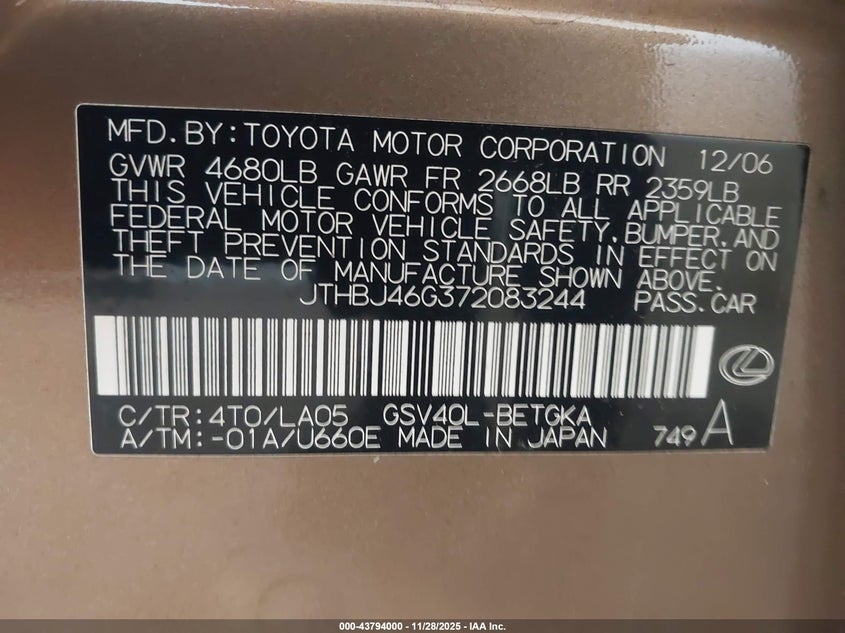 MFD.BY:TOYOTA MOTOR CORPORATION 12/06
GVWR 4680LB GAWR FR 2668LB RR 2359LB
THIS VEHICLE CONFORMS TO ALL APPLICABLE
FEDERAL MOTOR VEHICLE SAFETY,BUMPER,AND
THEFT PREVENTION STANDARDS IN EFFECT ON
THE DATE OF MANUFACTURE SHOWN ABOVE.
JTHBJ46G372083244 PASS.CAR
C/TR:4TO/LA05 GSV40L-BETGKA
A/TM:-01A/U660E MADE IN JAPAN 749 A
000-43794000 - 11/28/2025 - IAA Inc.